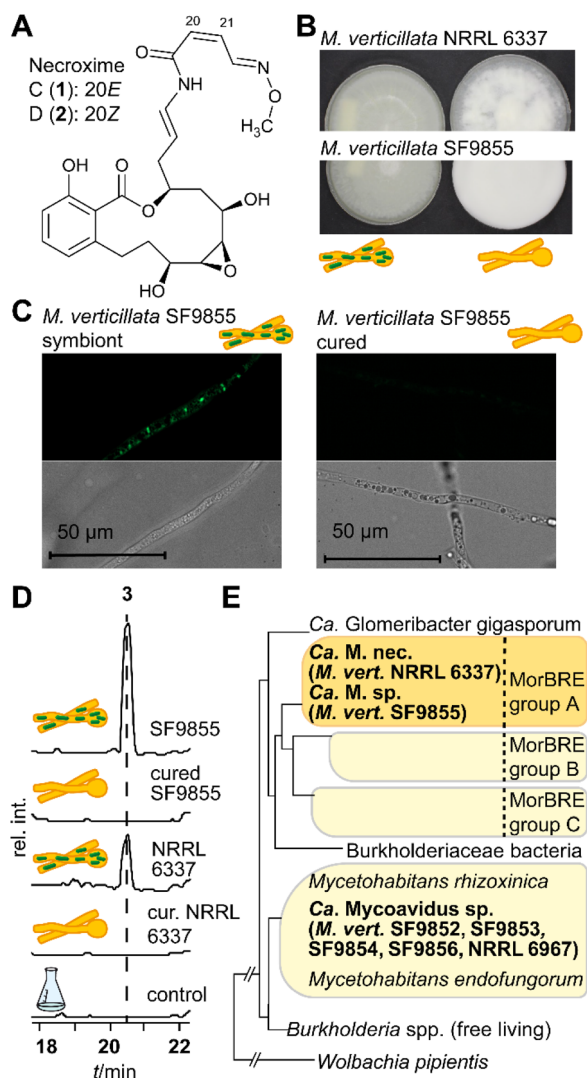 A
Necroxime
C (1): 20E
D (2): 20Z
20
21
O
NH
N
O
CH3
OH
O
O
OH
O
HO
B
M. verticillata NRRL 6337
M. verticillata SF9855
C
M. verticillata SF9855
symbiont
M. verticillata SF9855
cured
50 µm
50 µm
D
3
SF9855
cured
SF9855
NRRL
6337
cur. NRRL
6337
control
rel. int.
18
20
22
t/min
E
Ca. Glomeribacter gigasporum
Ca. M. nec.
(M. vert. NRRL 6337)
Ca. M. sp.
(M. vert. SF9855)
MorBRE
group A
MorBRE
group B
MorBRE
group C
Burkholderiaceae bacteria
Mycetohabitans rhizoxinica
Ca. Mycoavidus sp.
(M. vert. SF9852, SF9853,
SF9854, SF9856, NRRL 6967)
Mycetohabitans endofungorum
Burkholderia spp. (free living)
Wolbachia pipientis